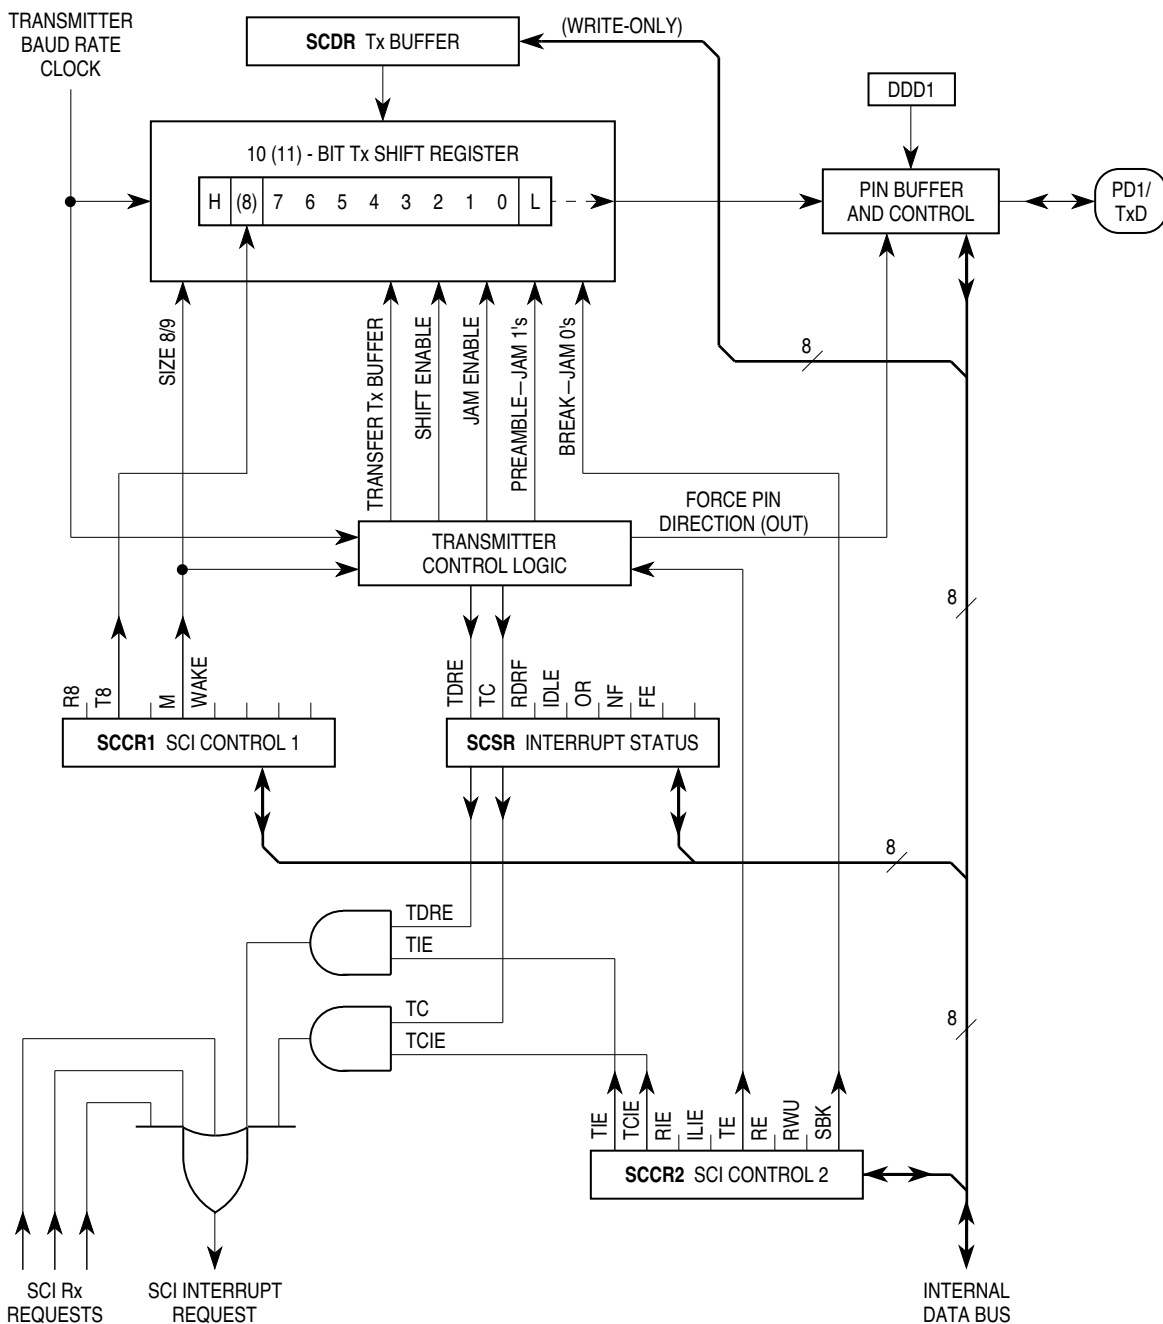 TRANSMITTER
BAUD RATE
CLOCK
SCDR Tx BUFFER
(WRITE-ONLY)
DDD1
10 (11) - BIT Tx SHIFT REGISTER
H (8) 7 6 5 4 3 2 1 0 L
PIN BUFFER
AND CONTROL
PD1/
TxD
SIZE 8/9
TRANSFER Tx BUFFER
SHIFT ENABLE
JAM ENABLE
PREAMBLE—JAM 1's
BREAK—JAM 0's
8
FORCE PIN
DIRECTION (OUT)
TRANSMITTER
CONTROL LOGIC
8
R8
T8
M
WAKE
TDRE
TC
RDRF
IDLE
OR
NF
FE
SCCR1 SCI CONTROL 1
SCSR INTERRUPT STATUS
8
TDRE
TIE
TC
TCIE
8
TIE
TCIE
RIE
ILIE
TE
RE
RWU
SBK
SCCR2 SCI CONTROL 2
SCI Rx
REQUESTS
SCI INTERRUPT
REQUEST
INTERNAL
DATA BUS